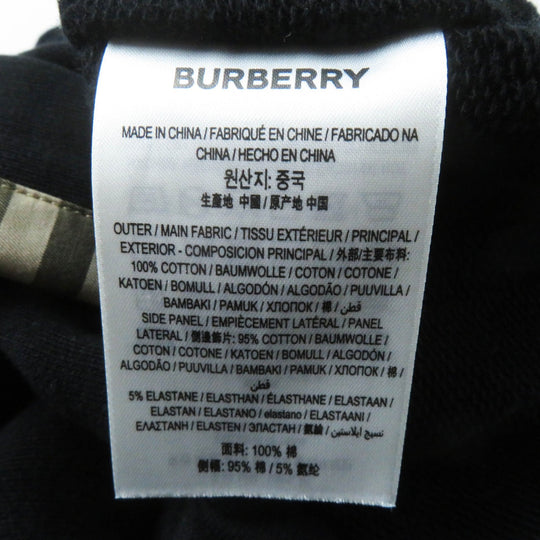 BURBERRY
MADE IN CHINA / FABRIQUÉ EN CHINE / FABRICADO NA
CHINA / HECHO EN CHINA
원산지: 중국
生產地 中國 / 原产地 中国
OUTER / MAIN FABRIC / TISSU EXTÉRIEUR / PRINCIPAL /
EXTERIOR - COMPOSICION PRINCIPAL / 外部/主要布料:
100% COTTON / BAUMWOLLE / COTON / COTONE /
KATOEN / BOMULL / ALGODÓN / ALGODÃO / PUUVILLA /
BAMBAKI / PAMUK / ХЛОПОК / 棉 / قطن
SIDE PANEL / EMPIÈCEMENT LATÉRAL / PANEL
LATERAL / 側邊飾片: 95% COTTON / BAUMWOLLE /
COTON / COTONE / KATOEN / BOMULL / ALGODÓN /
ALGODÃO / PUUVILLA / BAMBAKI / PAMUK / ХЛОПОК / 棉 /
قطن
5% ELASTANE / ELASTHAN / ÉLASTHANE / ELASTAAN /
ELASTAN / ELASTANO / elastano / ELASTAANI /
ΕΛΑΣΤΑΝΗ / ELASTEN / ЭЛАСТАН / 氨綸 / نسيج ايلاستين
面料: 100% 棉
侧幅: 95% 棉 / 5% 氨纶